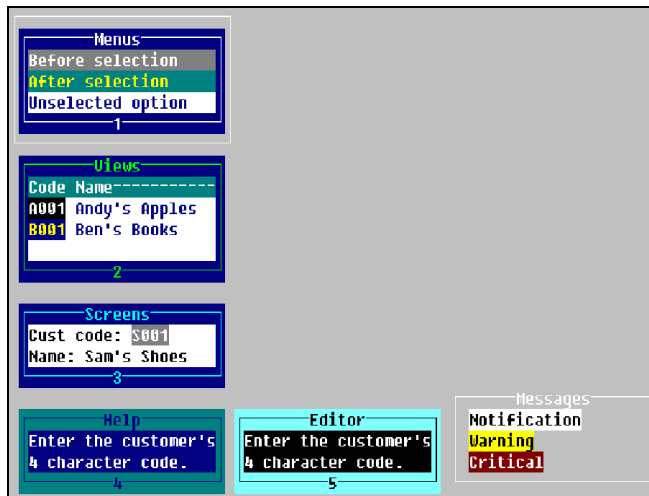 Menus
Before selection
After selection
Unselected option
1
Views
Code Name-----------
A001 Andy's Apples
B001 Ben's Books
2
Screens
Cust code: S001
Name: Sam's Shoes
3
Help
Enter the customer's
4 character code.
4
Editor
Enter the customer's
4 character code.
5
Messages
Notification
Warning
Critical